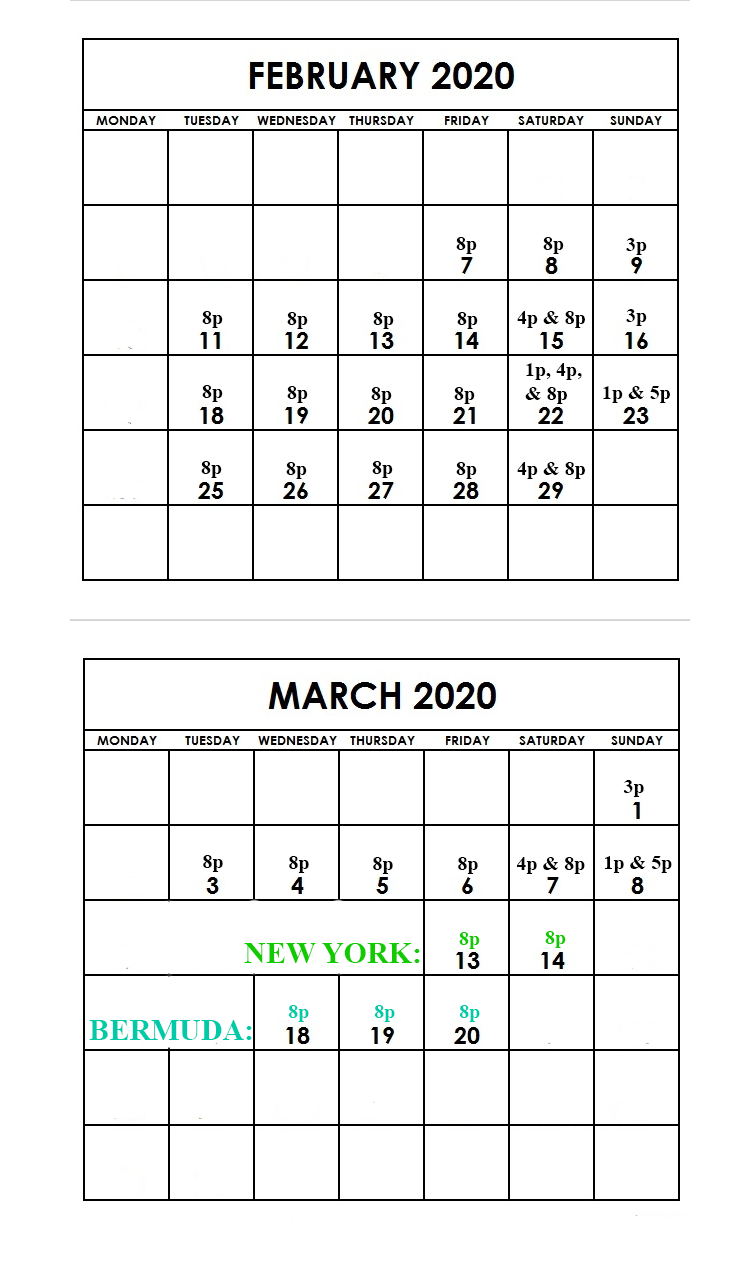 FEBRUARY 2020
MONDAY TUESDAY WEDNESDAY THURSDAY FRIDAY SATURDAY SUNDAY
8p 8p 3p
7 8 9
8p 8p 8p 8p 4p & 8p 3p
11 12 13 14 15 16
1p, 4p,
8p 8p 8p 8p & 8p 1p & 5p
18 19 20 21 22 23
8p 8p 8p 8p 4p & 8p
25 26 27 28 29
MARCH 2020
MONDAY TUESDAY WEDNESDAY THURSDAY FRIDAY SATURDAY SUNDAY
3p
1
8p 8p 8p 8p 4p & 8p 1p & 5p
3 4 5 6 7 8
8p 8p
NEW YORK: 13 14
8p 8p 8p
BERMUDA: 18 19 20